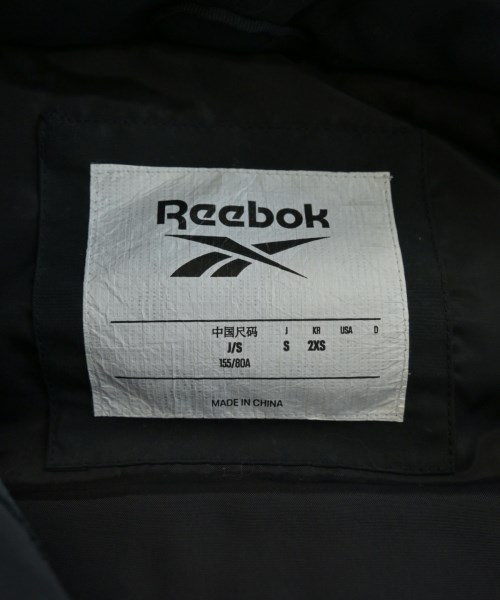 Reebok
中国尺码 J KR USA D
J/S S 2XS
155/80A
MADE IN CHINA